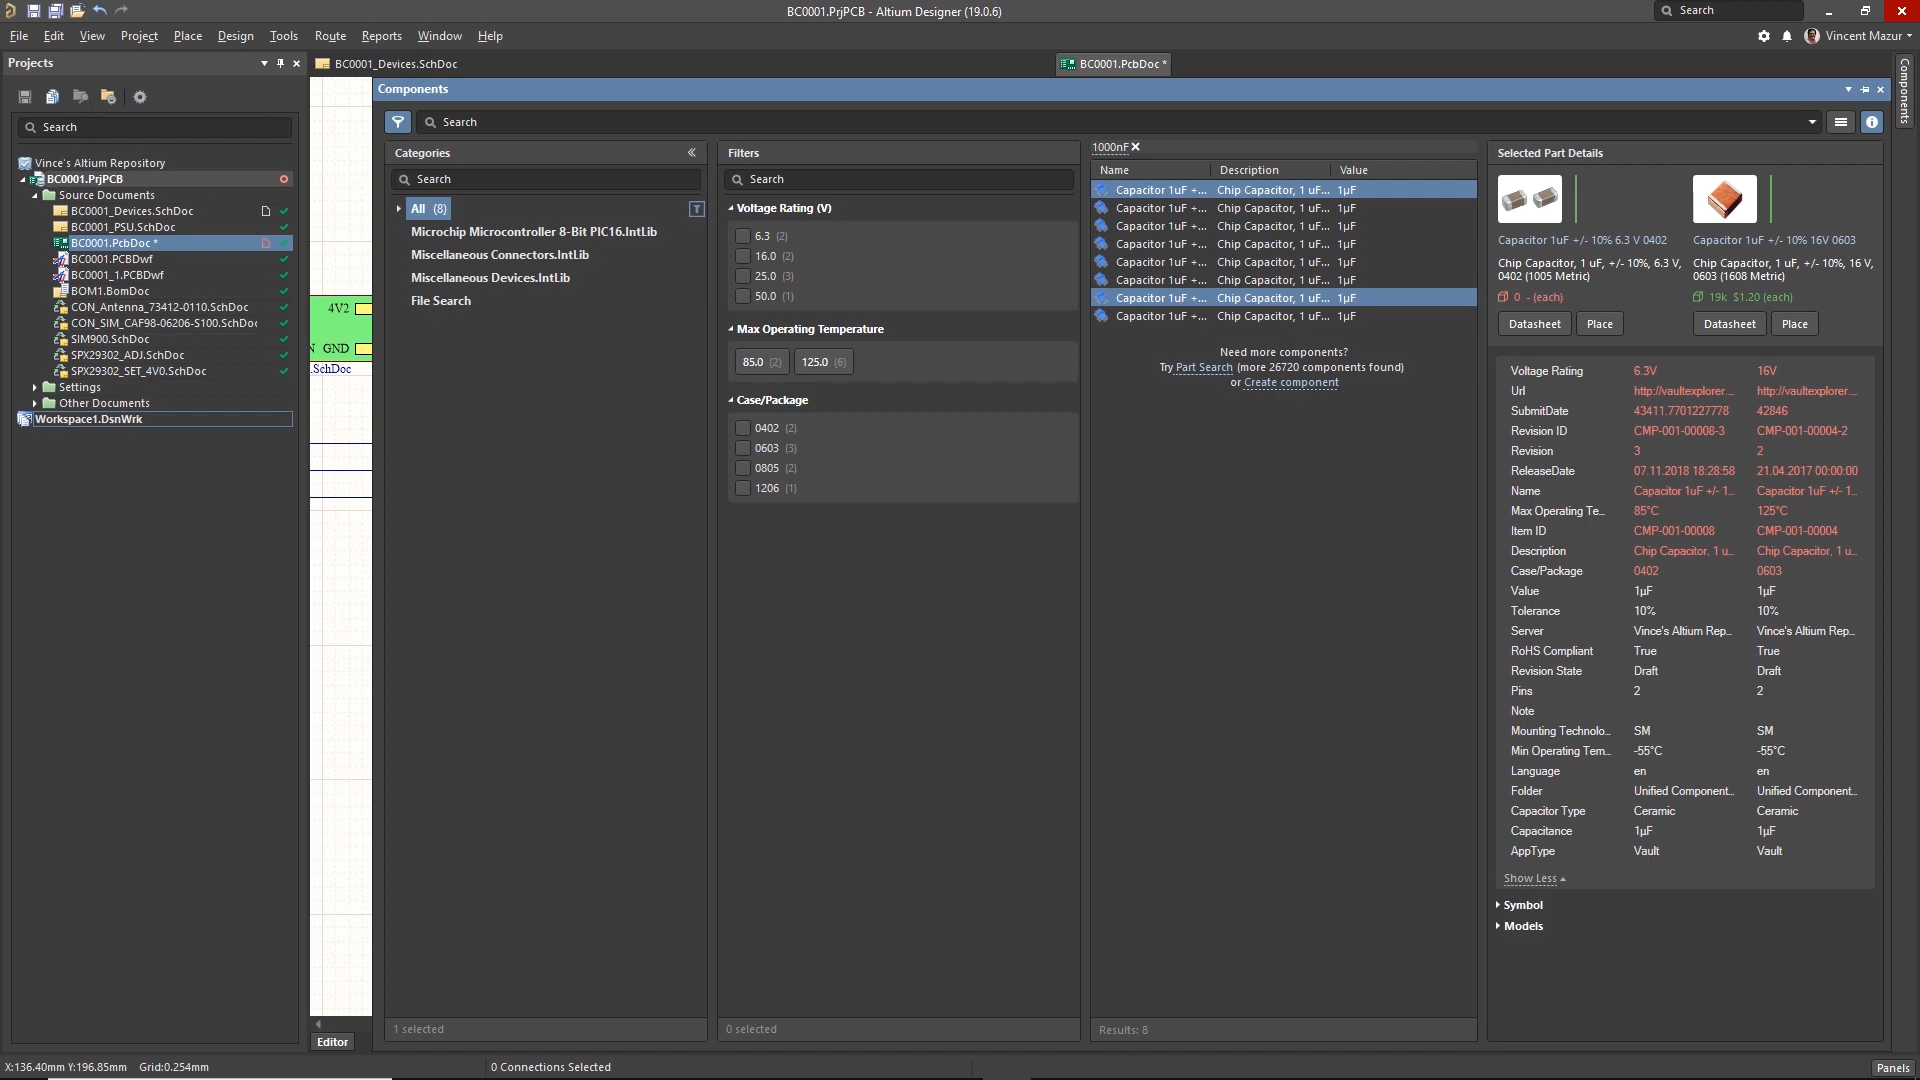 BC0001.PrjPCB - Altium Designer (19.0.6)
Search
File Edit View Project Place Design Tools Route Reports Window Help
Vincent Mazur
Projects
BC0001_Devices.SchDoc
BC0001.PcbDoc *
Components
Components
Search
Search
Vince's Altium Repository
BC0001.PrjPCB
Source Documents
BC0001_Devices.SchDoc
BC0001_PSU.SchDoc
BC0001.PcbDoc *
BC0001.PCBDwf
BC0001_1.PCBDwf
BOM1.BomDoc
CON_Antenna_73412-0110.SchDoc
CON_SIM_CAF98-06206-S100.SchDoc
SIM900.SchDoc
SPX29302_ADJ.SchDoc
SPX29302_SET_4V0.SchDoc
Settings
Other Documents
Workspace1.DsnWrk
4V2
N GND
.SchDoc
Editor
Categories
Search
All (8)
Microchip Microcontroller 8-Bit PIC16.IntLib
Miscellaneous Connectors.IntLib
Miscellaneous Devices.IntLib
File Search
1 selected
Filters
Search
Voltage Rating (V)
6.3 (2)
16.0 (2)
25.0 (3)
50.0 (1)
Max Operating Temperature
85.0 (2) 125.0 (6)
Case/Package
0402 (2)
0603 (3)
0805 (2)
1206 (1)
0 selected
1000nF
Name Description Value
Capacitor 1uF +... Chip Capacitor, 1 uF... 1µF
Capacitor 1uF +... Chip Capacitor, 1 uF... 1µF
Capacitor 1uF +... Chip Capacitor, 1 uF... 1µF
Capacitor 1uF +... Chip Capacitor, 1 uF... 1µF
Capacitor 1uF +... Chip Capacitor, 1 uF... 1µF
Capacitor 1uF +... Chip Capacitor, 1 uF... 1µF
Capacitor 1uF +... Chip Capacitor, 1 uF... 1µF
Capacitor 1uF +... Chip Capacitor, 1 uF... 1µF
Need more components?
Try Part Search (more 26720 components found)
or Create component
Results: 8
Selected Part Details
Capacitor 1uF +/- 10% 6.3 V 0402
Chip Capacitor, 1 uF, +/- 10%, 6.3 V,
0402 (1005 Metric)
0 - (each)
Datasheet Place
Capacitor 1uF +/- 10% 16V 0603
Chip Capacitor, 1 uF, +/- 10%, 16 V,
0603 (1608 Metric)
19k $1.20 (each)
Datasheet Place
Voltage Rating 6.3V 16V
Url http://vaultexplorer.... http://vaultexplorer....
SubmitDate 43411.7701227778 42846
Revision ID CMP-001-00008-3 CMP-001-00004-2
Revision 3 2
ReleaseDate 07.11.2018 18:28:58 21.04.2017 00:00:00
Name Capacitor 1uF +/- 1... Capacitor 1uF +/- 1...
Max Operating Te... 85°C 125°C
Item ID CMP-001-00008 CMP-001-00004
Description Chip Capacitor, 1 u... Chip Capacitor, 1 u...
Case/Package 0402 0603
Value 1µF 1µF
Tolerance 10% 10%
Server Vince's Altium Rep... Vince's Altium Rep...
RoHS Compliant True True
Revision State Draft Draft
Pins 2 2
Note
Mounting Technolo... SM SM
Min Operating Tem... -55°C -55°C
Language en en
Folder Unified Component... Unified Component...
Capacitor Type Ceramic Ceramic
Capacitance 1µF 1µF
AppType Vault Vault
Show Less
Symbol
Models
X:136.40mm Y:196.85mm Grid:0.254mm
0 Connections Selected
Panels